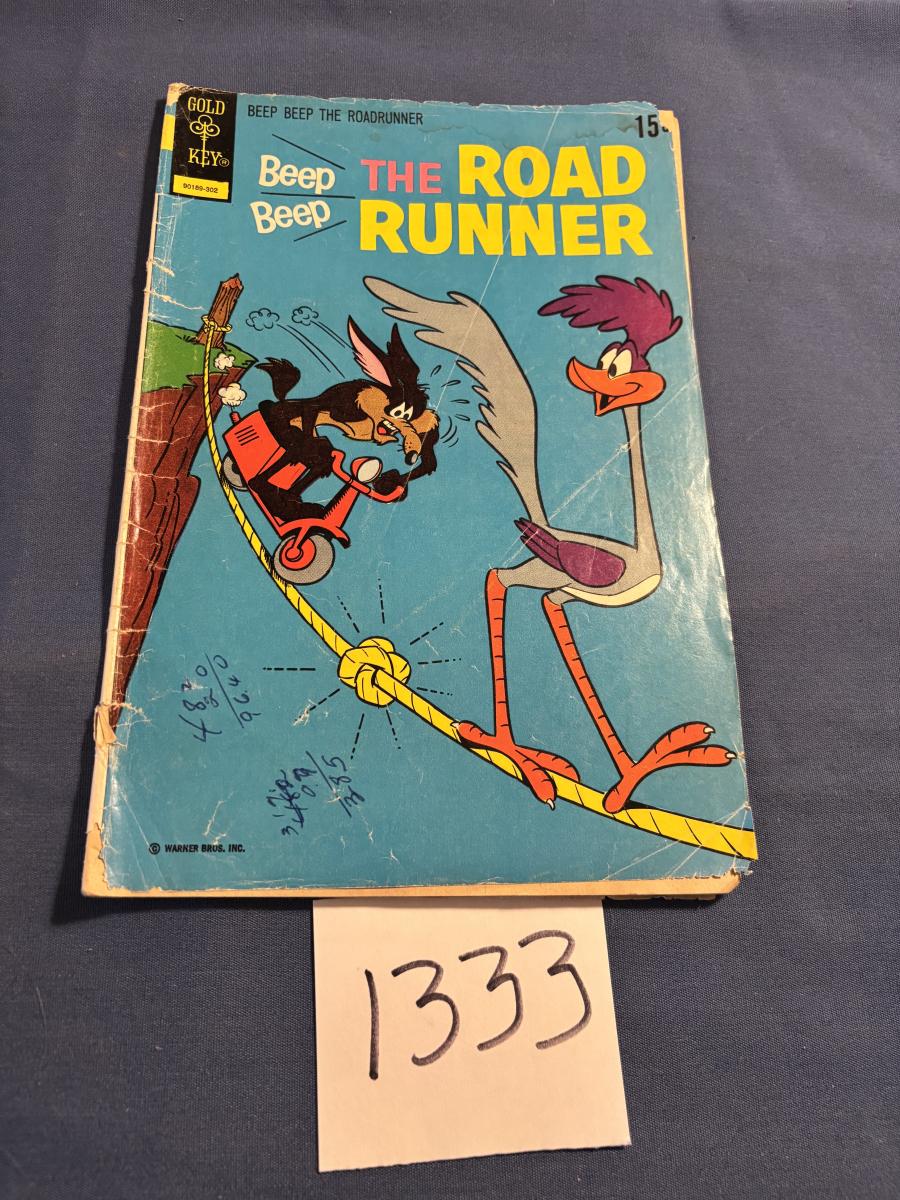 GOLD
KEY®
90189-302
BEEP BEEP THE ROADRUNNER
15
Beep
Beep
THE ROAD
RUNNER
© WARNER BROS. INC.
1333